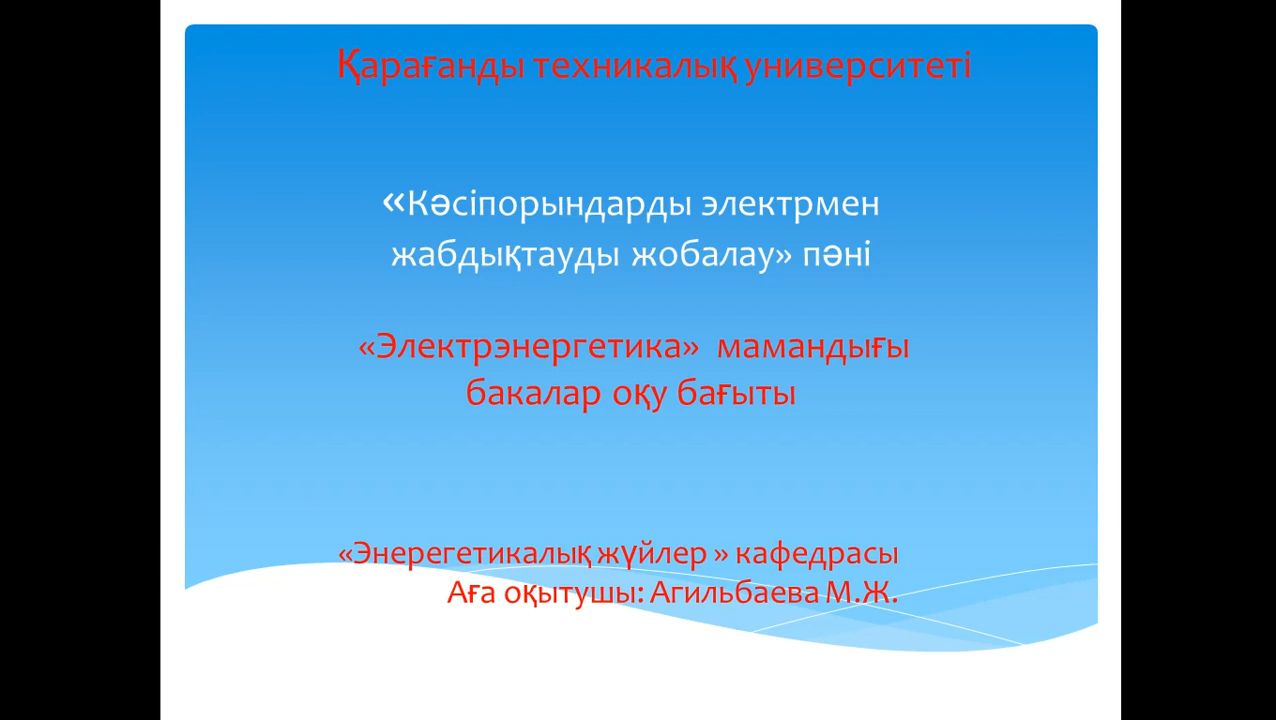 Қарағанды техникалық университеті
«Кәсіпорындарды электрмен
жабдықтауды жобалау» пәні
«Электрэнергетика» мамандығы
бакалар оқу бағыты
«Энерегетикалық жүйлер » кафедрасы
Аға оқытушы: Агильбаева М.Ж.